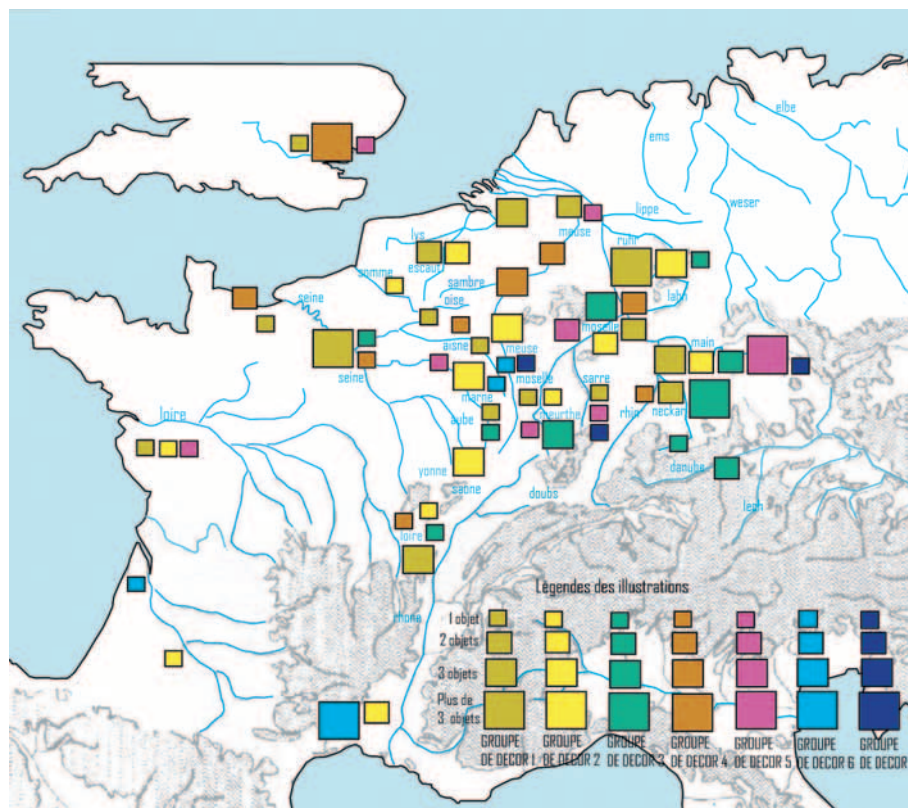 elbe
ems
weser
lippe
meuse
ruhr
lys
escaut
somme
sambre
lahn
oise
seine
moselle
aisne
meuse
main
seine
marne
moselle
sarre
rhin
neckar
loire
aube
meurthe
yonne
danube
saône
doubs
lech
loire
rhone
Légendes des illustrations
1 objet
2 objets
3 objets
Plus de
3 objets
GROUPE GROUPE GROUPE GROUPE GROUPE GROUPE GROUPE
DE DECOR 1 DE DECOR 2 DE DECOR 3 DE DECOR 4 DE DECOR 5 DE DECOR 6 DE DECOR